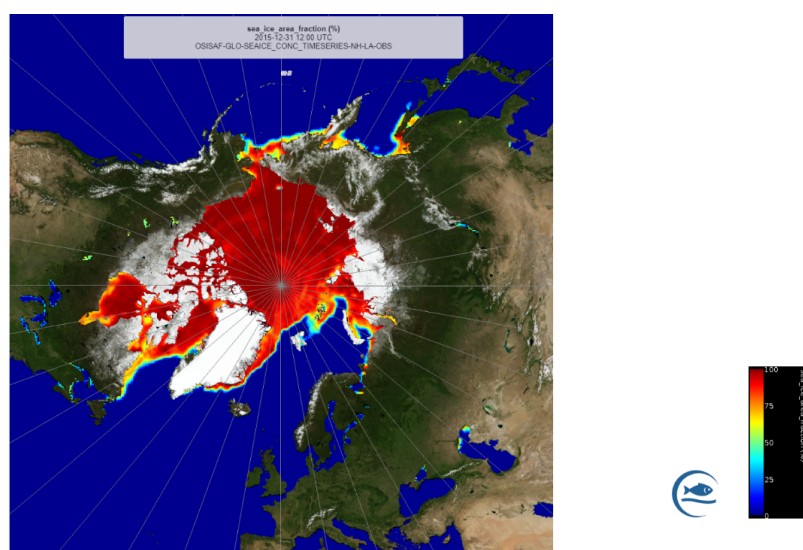 sea_ice_area_fraction (%)
2015-12-31 12:00 UTC
OSISAF-GLO-SEAICE_CONC_TIMESERIES-NH-LA-OBS
100
75
50
25
0